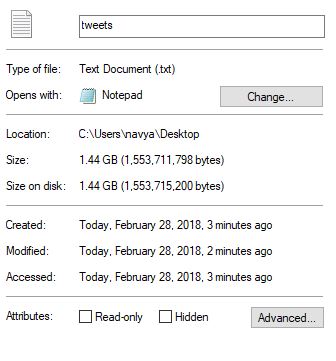 tweets
Type of file: Text Document (.txt)
Opens with: Notepad Change...
Location: C:\Users\navya\Desktop
Size: 1.44 GB (1,553,711,798 bytes)
Size on disk: 1.44 GB (1,553,715,200 bytes)
Created: Today, February 28, 2018, 3 minutes ago
Modified: Today, February 28, 2018, 2 minutes ago
Accessed: Today, February 28, 2018, 3 minutes ago
Attributes: Read-only Hidden Advanced...